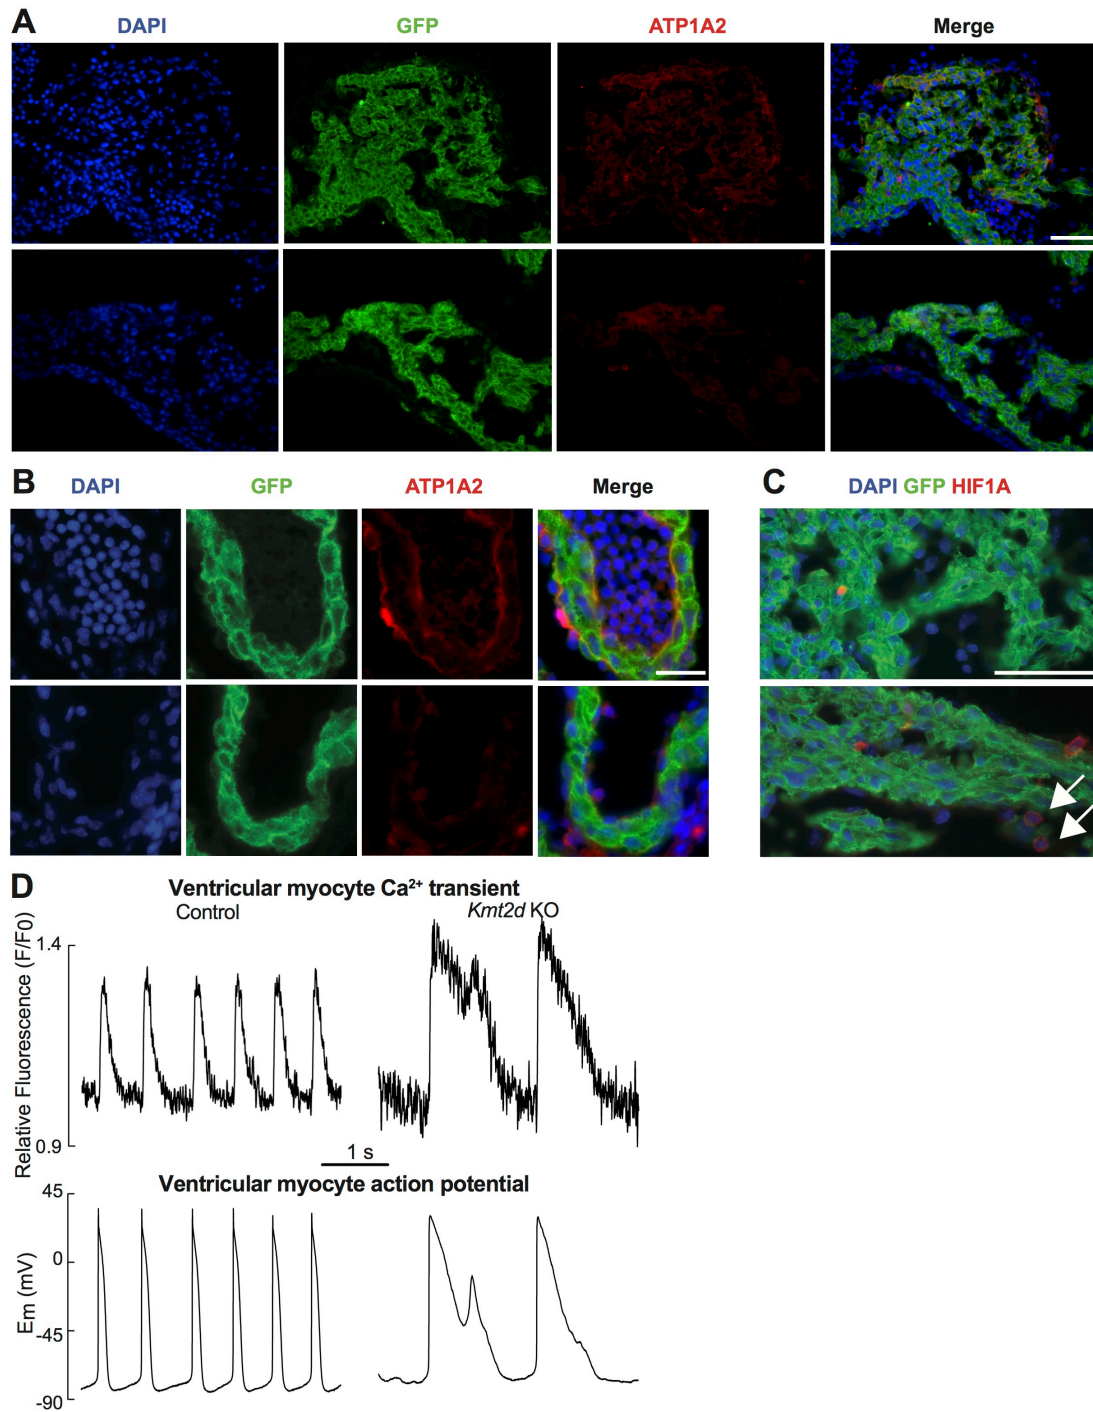 A
DAPI GFP ATP1A2 Merge
B
DAPI GFP ATP1A2 Merge
C
DAPI GFP HIF1A
D
Ventricular myocyte Ca²⁺ transient
Control Kmt2d KO
Relative Fluorescence (F/F0)
1.4
0.9
1 s
Ventricular myocyte action potential
Em (mV)
45
0
-45
-90